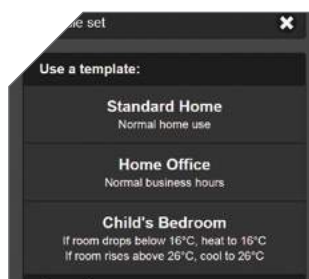 set
Use a template:
Standard Home
Normal home use
Home Office
Normal business hours
Child's Bedroom
If room drops below 16°C, heat to 16°C
If room rises above 26°C, cool to 26°C